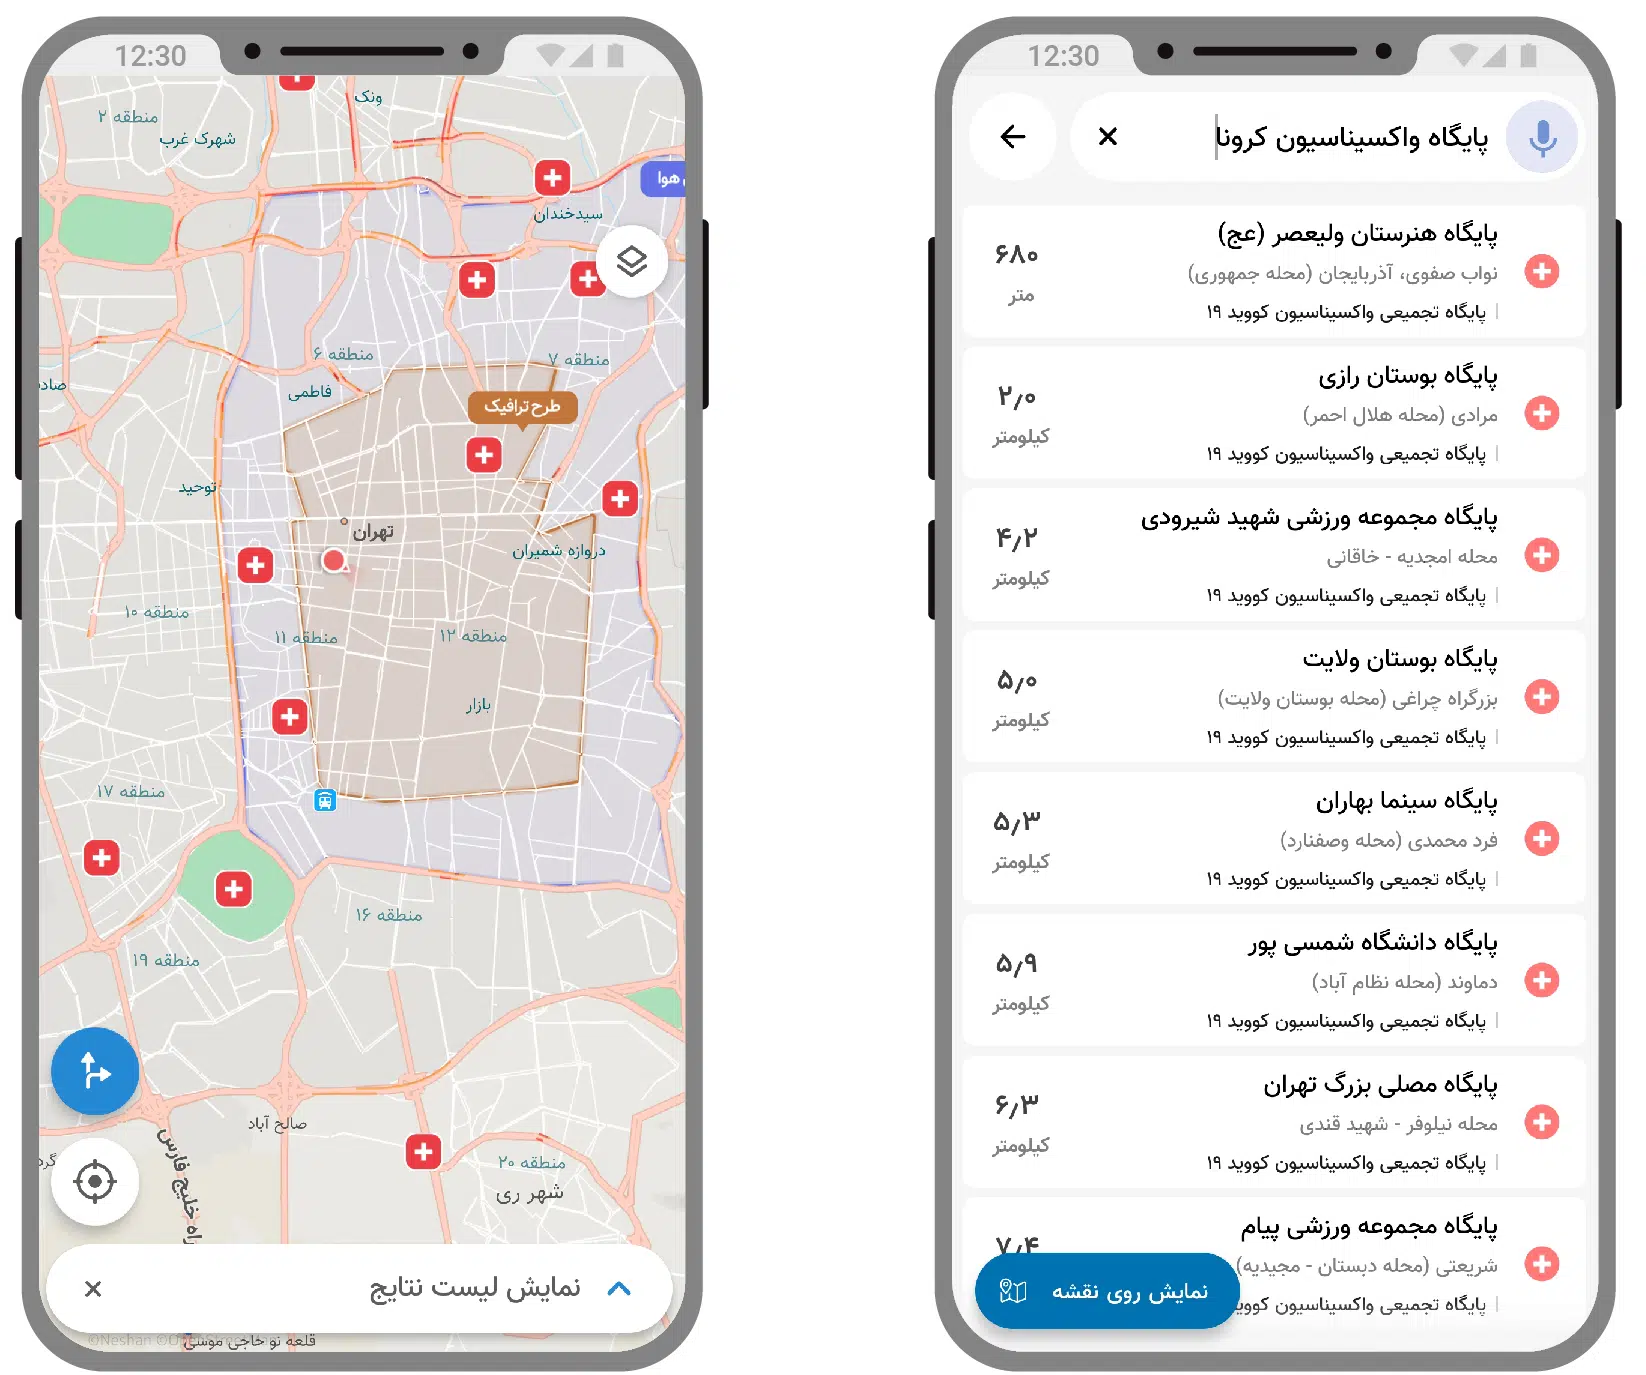 12:30
ونک
منطقه ۲
شهرک غرب
هوا
سیدخندان
منطقه ۶
منطقه ۷
صاد
فاطمی
طرح ترافیک
توحید
تهران
دروازه شمیران
منطقه ۱۰
منطقه ۱۱
منطقه ۱۲
بازار
منطقه ۱۷
منطقه ۱۶
منطقه ۱۹
صالح آباد
گرد
راه خلیج فارس
منطقه ۲۰
شهر ری
نمایش لیست نتایج
©Neshan
قلعه نو حاجی موسی
12:30
پایگاه واکسیناسیون کرونا
پایگاه هنرستان ولیعصر (عج)
نواب صفوی، آذربایجان (محله جمهوری)
پایگاه تجمیعی واکسیناسیون کووید ۱۹
۶۸۰
متر
پایگاه بوستان رازی
مرادی (محله هلال احمر)
پایگاه تجمیعی واکسیناسیون کووید ۱۹
۲٫۰
کیلومتر
پایگاه مجموعه ورزشی شهید شیرودی
محله امجدیه - خاقانی
پایگاه تجمیعی واکسیناسیون کووید ۱۹
۴٫۲
کیلومتر
پایگاه بوستان ولایت
بزرگراه چراغی (محله بوستان ولایت)
پایگاه تجمیعی واکسیناسیون کووید ۱۹
۵٫۰
کیلومتر
پایگاه سینما بهاران
فرد محمدی (محله وصفنارد)
پایگاه تجمیعی واکسیناسیون کووید ۱۹
۵٫۳
کیلومتر
پایگاه دانشگاه شمسی پور
دماوند (محله نظام آباد)
پایگاه تجمیعی واکسیناسیون کووید ۱۹
۵٫۹
کیلومتر
پایگاه مصلی بزرگ تهران
محله نیلوفر - شهید قندی
پایگاه تجمیعی واکسیناسیون کووید ۱۹
۶٫۳
کیلومتر
پایگاه مجموعه ورزشی پیام
شریعتی (محله دبستان - مجیدیه)
پایگاه تجمیعی واکسیناسیون کووید
۷٫۴
نمایش روی نقشه